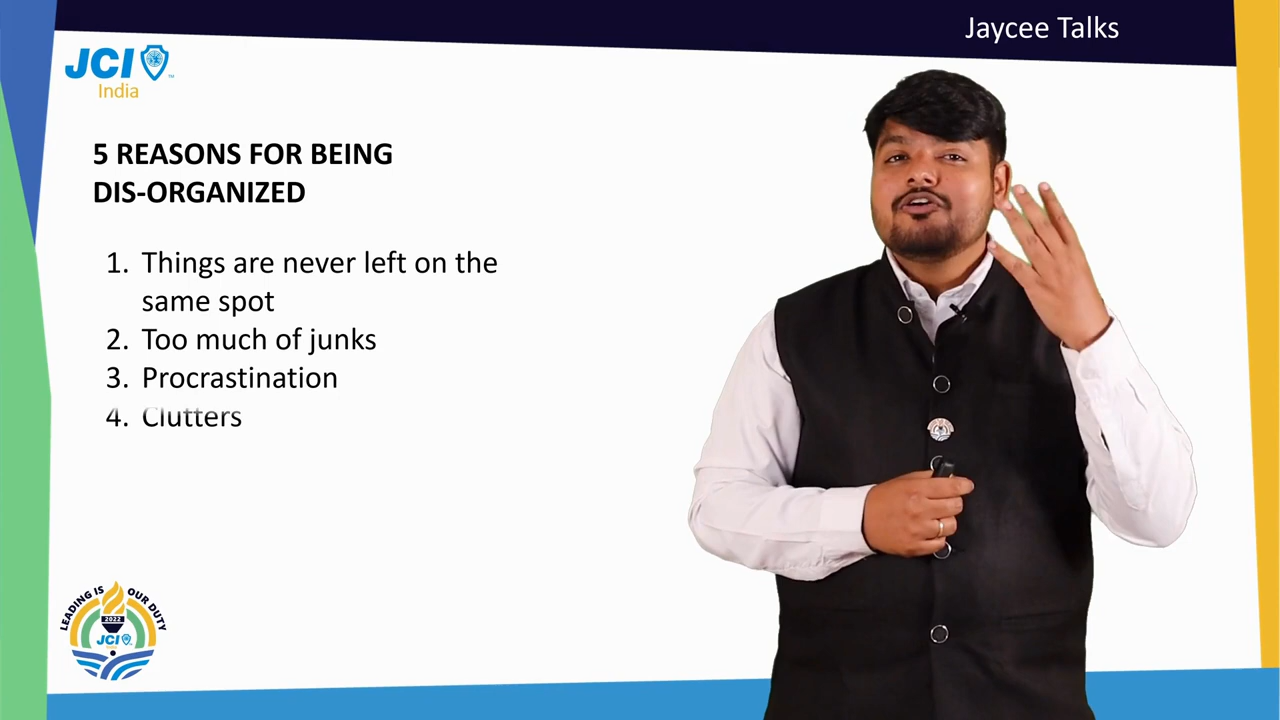 Jaycee Talks
JCI
India
5 REASONS FOR BEING
DIS-ORGANIZED
1. Things are never left on the
same spot
2. Too much of junks
3. Procrastination
4. Clutters
LEADING IS OUR DUTY
2022
JCI